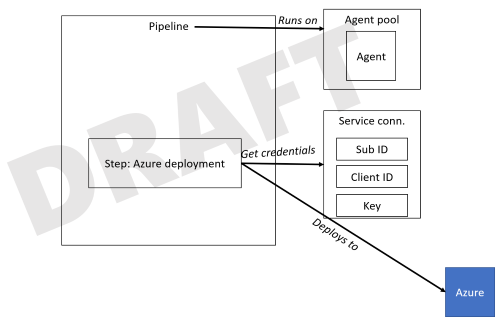 Pipeline
Runs on
Agent pool
Agent
DRAFT
Service conn.
Sub ID
Client ID
Key
Step: Azure deployment
Get credentials
Deploys to
Azure